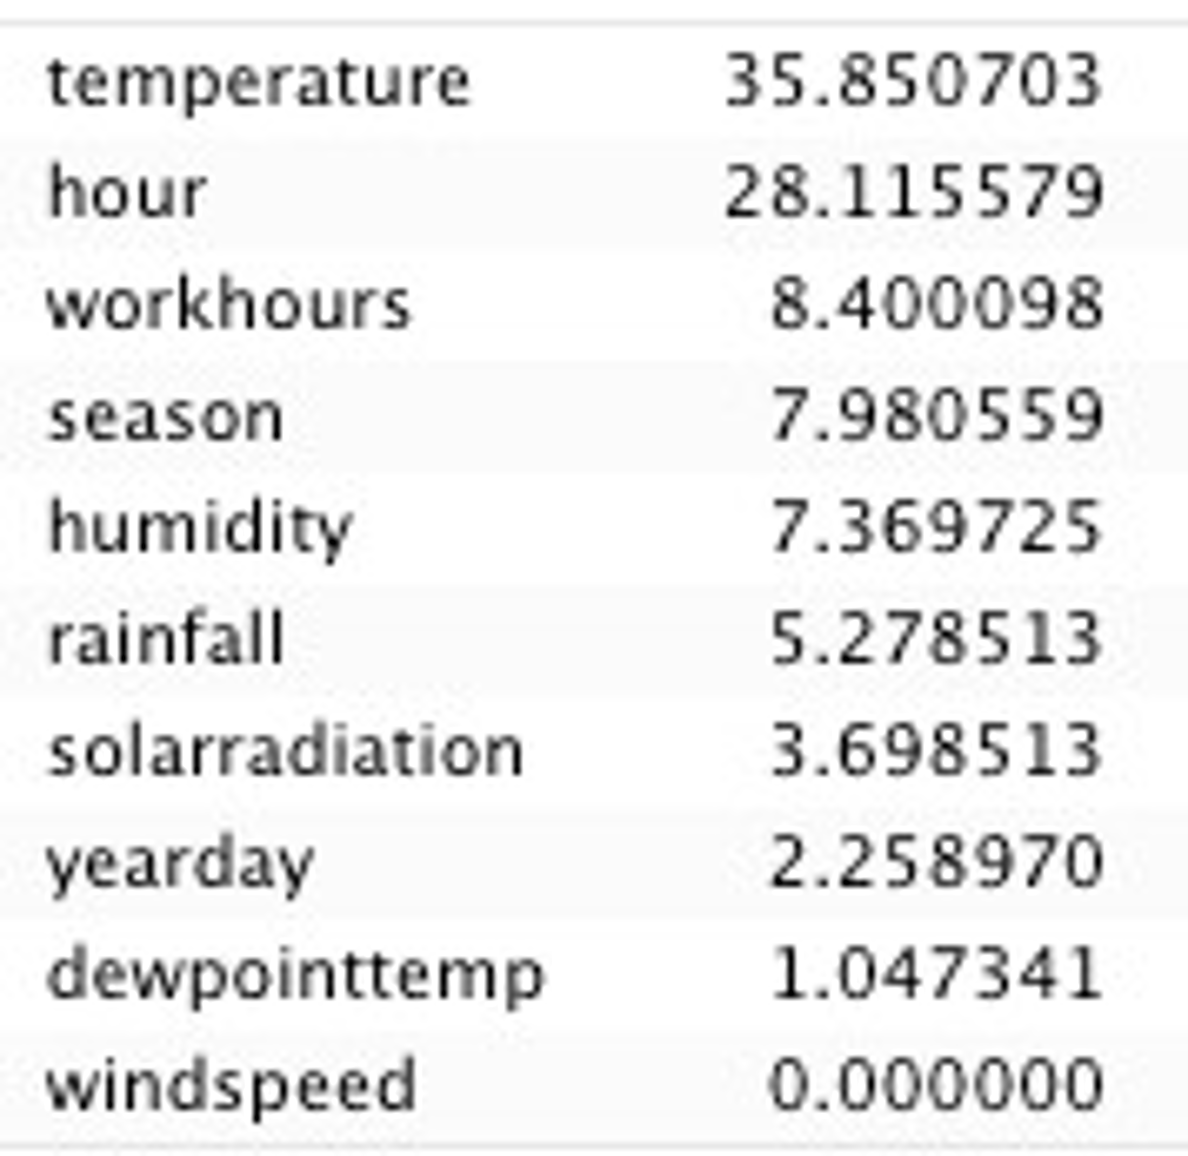 temperature 35.850703
hour 28.115579
workhours 8.400098
season 7.980559
humidity 7.369725
rainfall 5.278513
solarradiation 3.698513
yearday 2.258970
dewpointtemp 1.047341
windspeed 0.000000